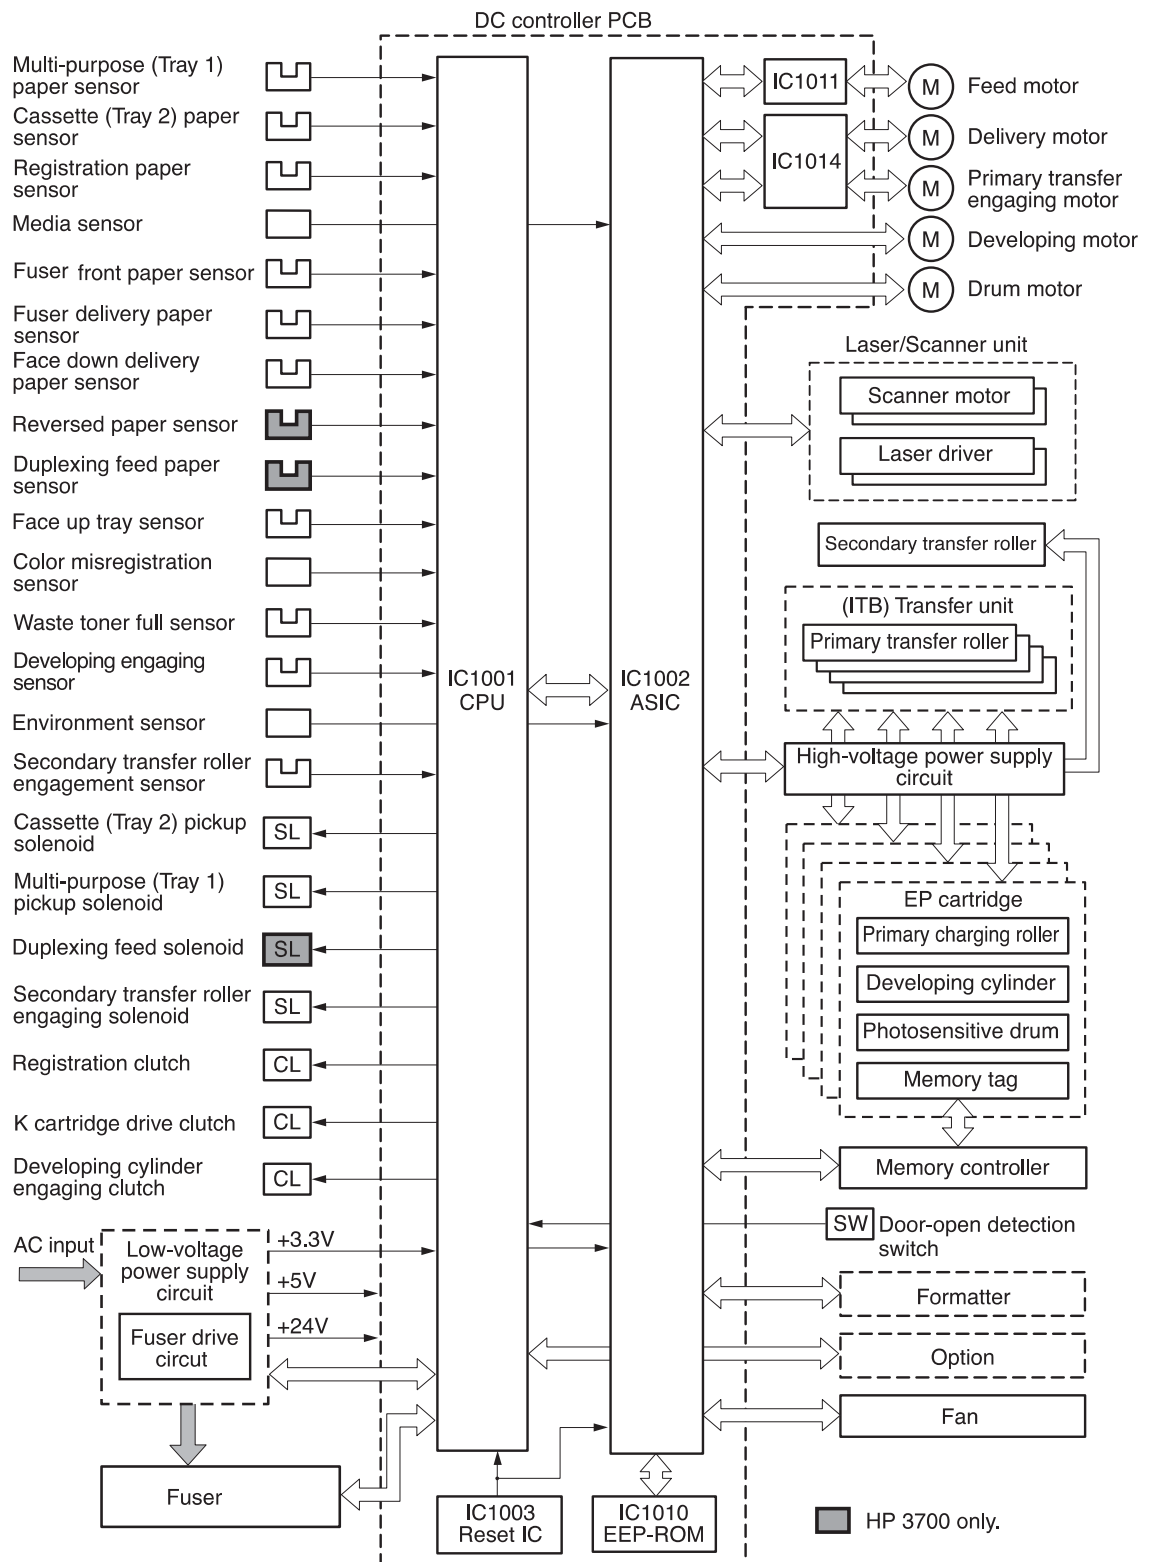 DC controller PCB
Multi-purpose (Tray 1)
paper sensor
Cassette (Tray 2) paper
sensor
Registration paper
sensor
Media sensor
Fuser front paper sensor
Fuser delivery paper
sensor
Face down delivery
paper sensor
Reversed paper sensor
Duplexing feed paper
sensor
Face up tray sensor
Color misregistration
sensor
Waste toner full sensor
Developing engaging
sensor
Environment sensor
Secondary transfer roller
engagement sensor
Cassette (Tray 2) pickup
solenoid
SL
Multi-purpose (Tray 1)
pickup solenoid
SL
Duplexing feed solenoid
SL
Secondary transfer roller
engaging solenoid
SL
Registration clutch
CL
K cartridge drive clutch
CL
Developing cylinder
engaging clutch
CL
AC input
Low-voltage
power supply
circuit
Fuser drive
circut
+3.3V
+5V
+24V
Fuser
IC1001
CPU
IC1002
ASIC
IC1003
Reset IC
IC1010
EEP-ROM
IC1011
IC1014
M
Feed motor
M
Delivery motor
M
Primary transfer
engaging motor
M
Developing motor
M
Drum motor
Laser/Scanner unit
Scanner motor
Laser driver
Secondary transfer roller
(ITB) Transfer unit
Primary transfer roller
High-voltage power supply
circuit
EP cartridge
Primary charging roller
Developing cylinder
Photosensitive drum
Memory tag
Memory controller
SW
Door-open detection
switch
Formatter
Option
Fan
HP 3700 only.